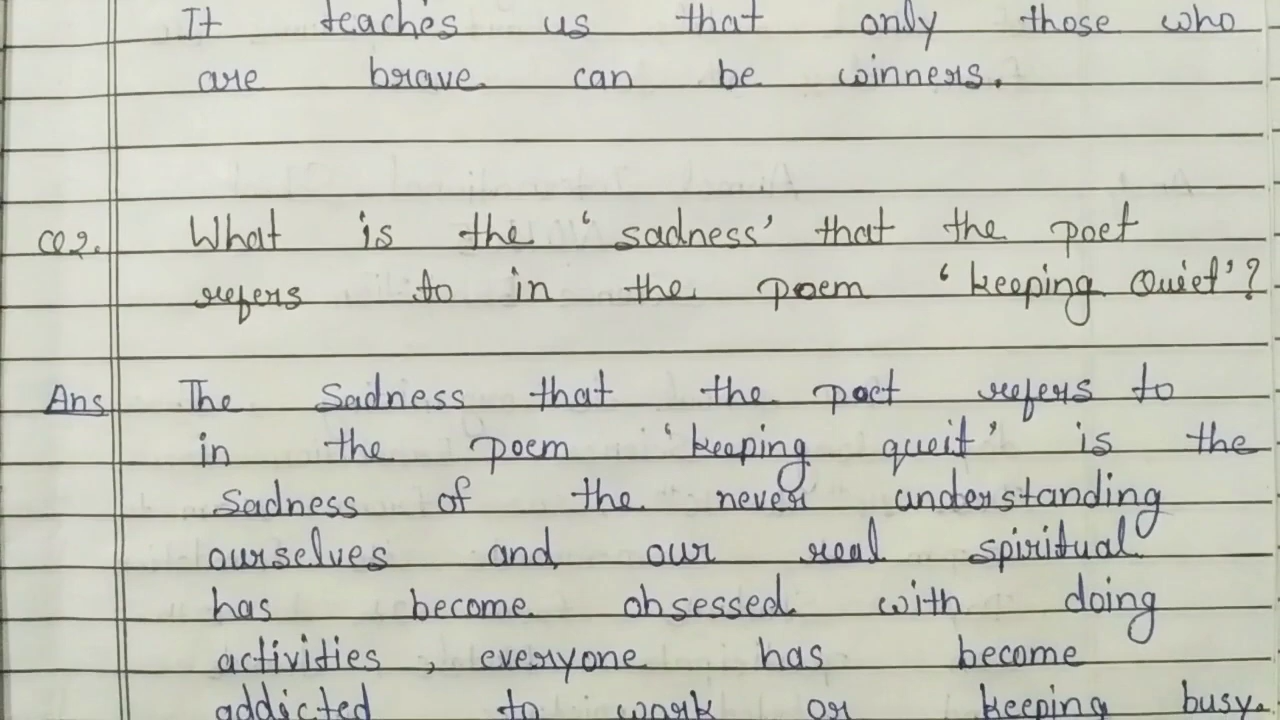 It teaches us that only those who
are brave can be winners.
Q2. What is the 'sadness' that the poet
refers to in the poem 'keeping Quiet'?
Ans The Sadness that the poet refers to
in the poem 'keeping queit' is the
Sadness of the never understanding
ourselves and our real spiritual
has become obsessed with doing
activities, everyone has become
addicted to work or keeping busy.